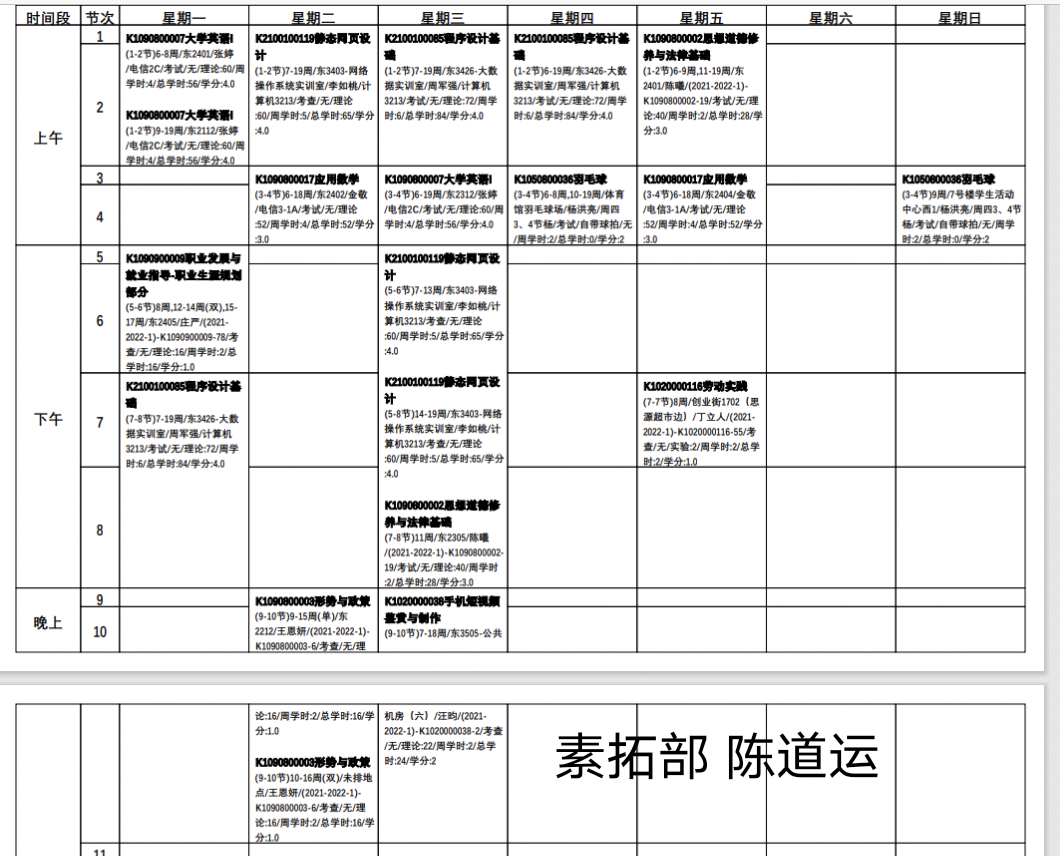 时间段 节次 星期一 星期二 星期三 星期四 星期五 星期六 星期日
上午
1
2
K1090800007大学英语I
(1-2节)6-8周/东2401/张婷
/电信2C/考试/无/理论:60/周
学时:4/总学时:56/学分:4.0
K1090800007大学英语I
(1-2节)9-19周/东2112/张婷
/电信2C/考试/无/理论:60/周
学时:4/总学时:56/学分:4.0
K2100100119静态网页设
计
(1-2节)7-19周/东3403-网络
操作系统实训室/李如桃/计
算机3213/考查/无/理论
:60/周学时:5/总学时:65/学分
:4.0
K2100100085程序设计基
础
(1-2节)7-19周/东3426-大数
据实训室/周军强/计算机
3213/考试/无/理论:72/周学
时:6/总学时:84/学分:4.0
K2100100085程序设计基
础
(1-2节)6-19周/东3426-大数
据实训室/周军强/计算机
3213/考试/无/理论:72/周学
时:6/总学时:84/学分:4.0
K1090800002思想道德修
养与法律基础
(1-2节)6-9周,11-19周/东
2401/陈曦/(2021-2022-1)-
K1090800002-19/考试/无/理
论:40/周学时:2/总学时:28/学
分:3.0
3
4
K1090800017应用数学
(3-4节)6-18周/东2402/金敬
/电信3-1A/考试/无/理论
:52/周学时:4/总学时:52/学分
:3.0
K1090800007大学英语I
(3-4节)6-19周/东2312/张婷
/电信2C/考试/无/理论:60/周
学时:4/总学时:56/学分:4.0
K1050800036羽毛球
(3-4节)6-8周,10-19周/体育
馆羽毛球场/杨洪亮/周四
3、4节杨/考试/自带球拍/无
/周学时:2/总学时:0/学分:2
K1090800017应用数学
(3-4节)6-18周/东2404/金敬
/电信3-1A/考试/无/理论
:52/周学时:4/总学时:52/学分
:3.0
K1050800036羽毛球
(3-4节)9周/7号楼学生活动
中心西1/杨洪亮/周四3、4节
杨/考试/自带球拍/无/周学
时:2/总学时:0/学分:2
下午
5
6
K1090900009职业发展与
就业指导-职业生涯规划
部分
(5-6节)8周,12-14周(双),15-
17周/东2405/庄严/(2021-
2022-1)-K1090900009-78/考
查/无/理论:16/周学时:2/总
学时:16/学分:1.0
K2100100119静态网页设
计
(5-6节)7-13周/东3403-网络
操作系统实训室/李如桃/计
算机3213/考查/无/理论
:60/周学时:5/总学时:65/学分
:4.0
7
8
K2100100085程序设计基
础
(7-8节)7-19周/东3426-大数
据实训室/周军强/计算机
3213/考试/无/理论:72/周学
时:6/总学时:84/学分:4.0
K2100100119静态网页设
计
(5-8节)14-19周/东3403-网络
操作系统实训室/李如桃/计
算机3213/考查/无/理论
:60/周学时:5/总学时:65/学分
:4.0
K1090800002思想道德修
养与法律基础
(7-8节)11周/东2305/陈曦
/(2021-2022-1)-K1090800002-
19/考试/无/理论:40/周学时
:2/总学时:28/学分:3.0
K1020000116劳动实践
(7-7节)8周/创业街1702（思
源超市边）/丁立人/(2021-
2022-1)-K1020000116-55/考
查/无/实验:2/周学时:2/总学
时:2/学分:1.0
晚上
9
10
K1090800003形势与政策
(9-10节)9-15周(单)/东
2212/王恩妍/(2021-2022-1)-
K1090800003-6/考查/无/理
K1020000038手机短视频
鉴赏与制作
(9-10节)7-18周/东3505-公共
论:16/周学时:2/总学时:16/学
分:1.0
K1090800003形势与政策
(9-10节)10-16周(双)/未排地
点/王恩妍/(2021-2022-1)-
K1090800003-6/考查/无/理
论:16/周学时:2/总学时:16/学
分:1.0
机房（六）/汪昀/(2021-
2022-1)-K1020000038-2/考查
/无/理论:22/周学时:2/总学
时:24/学分:2
素拓部 陈道运
11